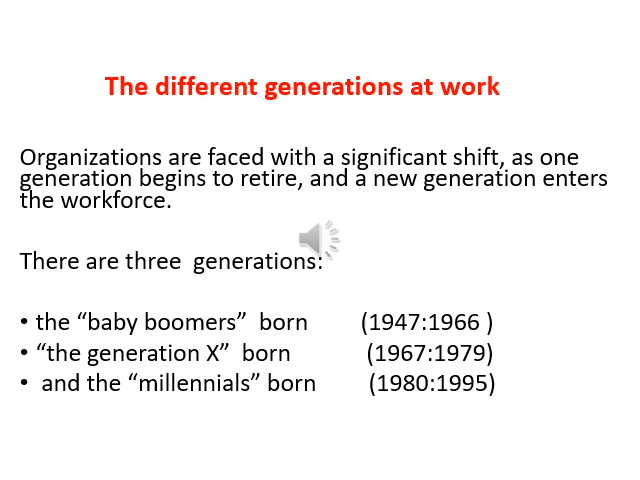 The different generations at work
Organizations are faced with a significant shift, as one
generation begins to retire, and a new generation enters
the workforce.
There are three  generations:
• the “baby boomers”  born (1947:1966 )
• “the generation X”  born (1967:1979)
•  and the “millennials” born (1980:1995)